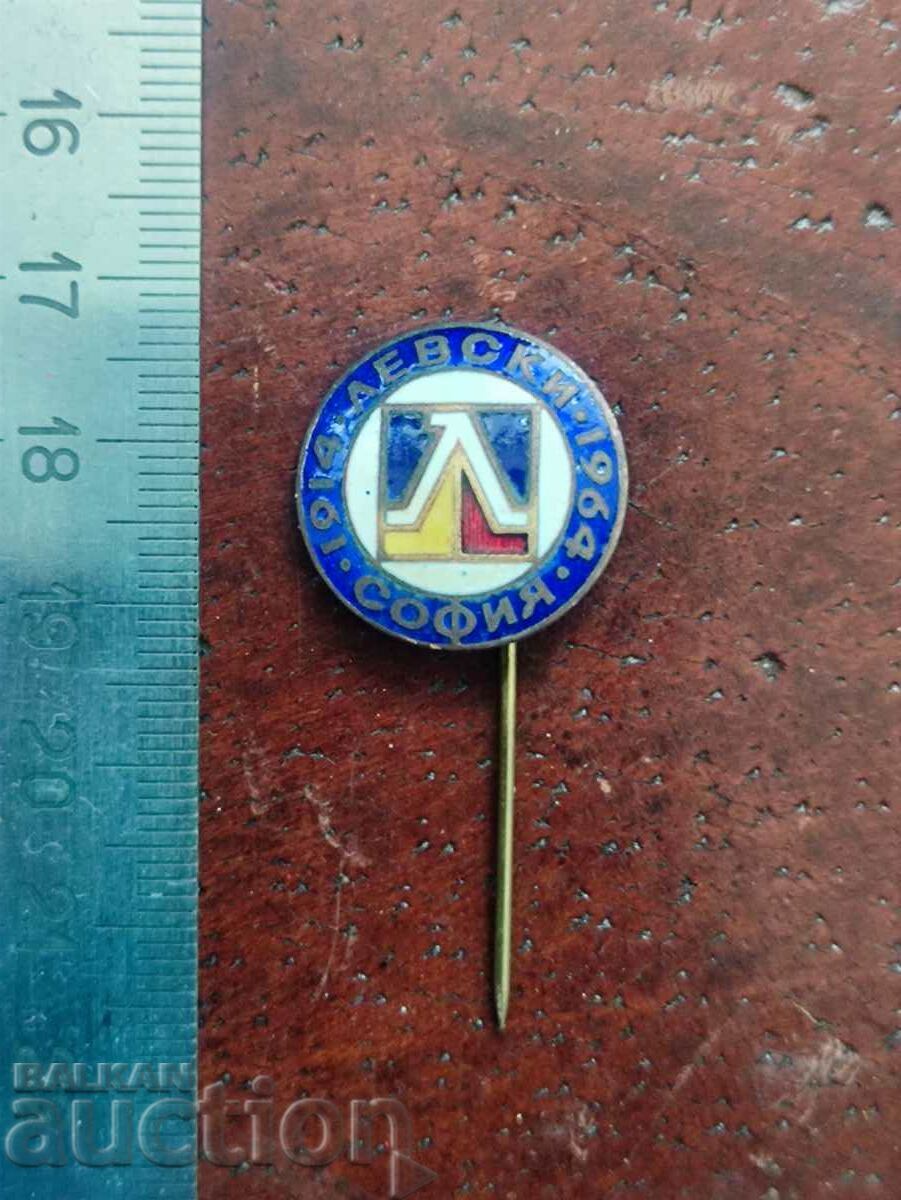 16
17
18
19
20
21
1914 · ЛЕВСКИ · 1964 · СОФИЯ ·
Л
BALKAN
auction